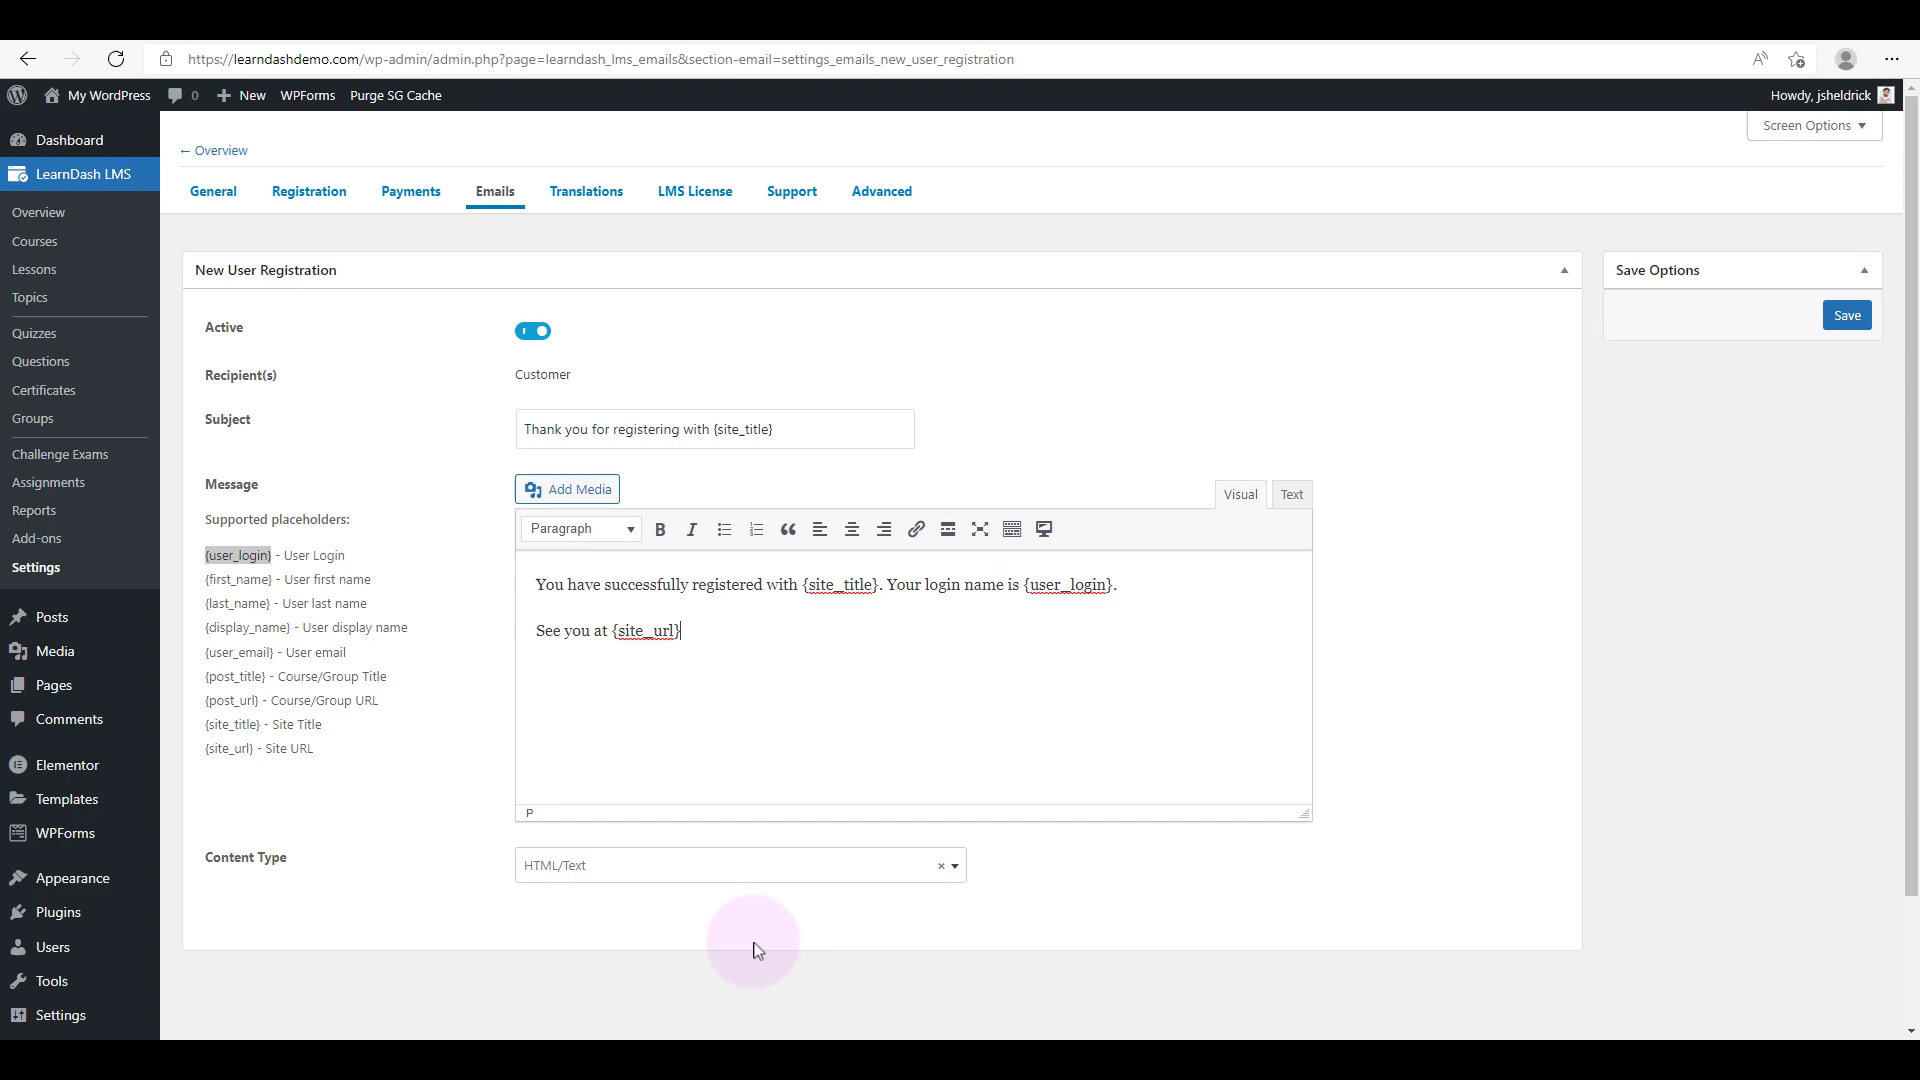 https://learndashdemo.com/wp-admin/admin.php?page=learndash_lms_emails&section-email=settings_emails_new_user_registration
My WordPress 0 New WPForms Purge SG Cache Howdy, jsheldrick
Screen Options
Dashboard
LearnDash LMS
Overview
Courses
Lessons
Topics
Quizzes
Questions
Certificates
Groups
Challenge Exams
Assignments
Reports
Add-ons
Settings
Posts
Media
Pages
Comments
Elementor
Templates
WPForms
Appearance
Plugins
Users
Tools
Settings
← Overview
General Registration Payments Emails Translations LMS License Support Advanced
New User Registration
Active
Recipient(s) Customer
Subject Thank you for registering with {site_title}
Message
Supported placeholders:
{user_login} - User Login
{first_name} - User first name
{last_name} - User last name
{display_name} - User display name
{user_email} - User email
{post_title} - Course/Group Title
{post_url} - Course/Group URL
{site_title} - Site Title
{site_url} - Site URL
Add Media
Visual Text
Paragraph B I
You have successfully registered with {site_title}. Your login name is {user_login}.
See you at {site_url}
P
Content Type HTML/Text ×
Save Options
Save